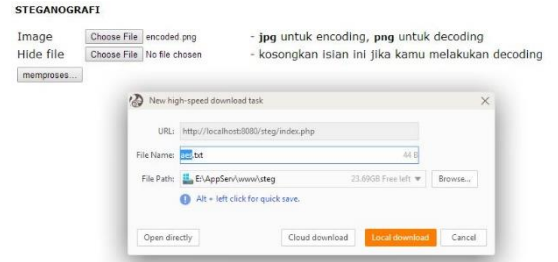 STEGANOGRAFI
Image Choose File encoded.png - jpg untuk encoding, png untuk decoding
Hide file Choose File No file chosen - kosongkan isian ini jika kamu melakukan decoding
memproses...
New high-speed download task
URL: http://localhost:8080/steg/index.php
File Name: aes.txt 44 B
File Path: E:\AppServ\www\steg 23.69GB Free left Browse...
Alt + left click for quick save.
Open directly Cloud download Local download Cancel